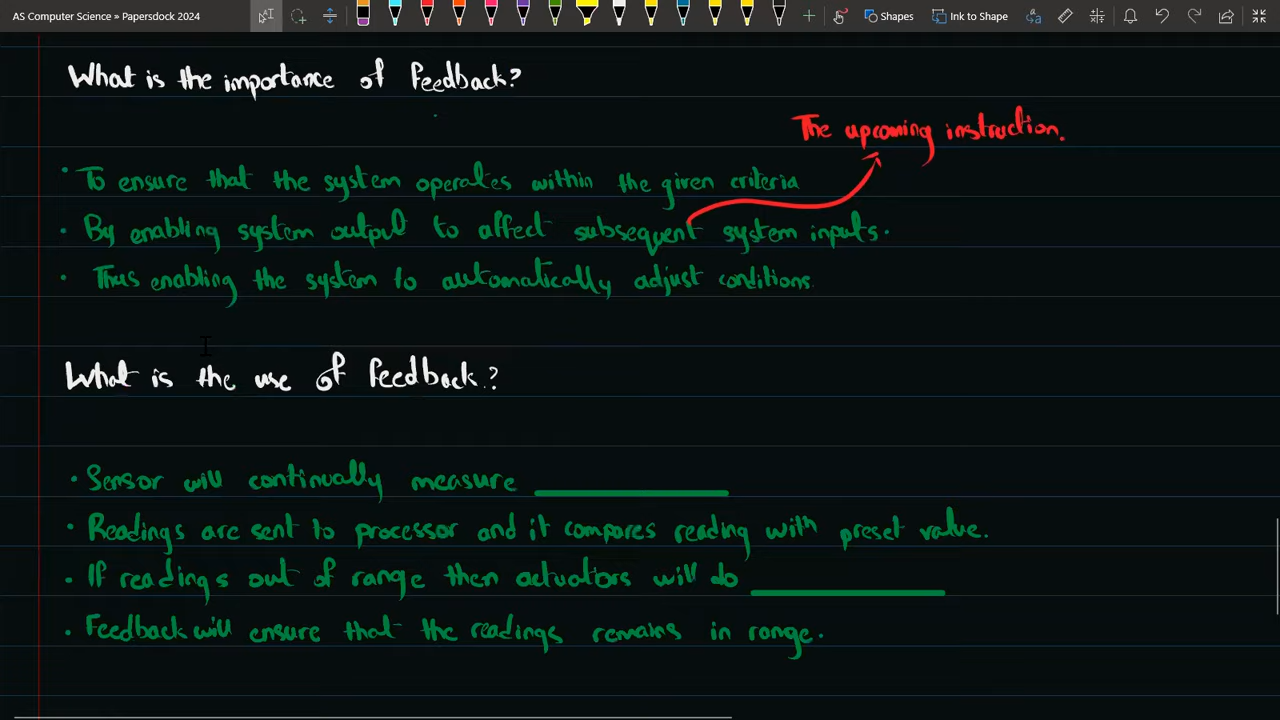 AS Computer Science » Papersdock 2024
Shapes
Ink to Shape
What is the importance of feedback?
The upcoming instruction.
• To ensure that the system operates within the given criteria
• By enabling system output to affect subsequent system inputs.
• Thus enabling the system to automatically adjust conditions.
What is the use of feedback?
• Sensor will continually measure
• Readings are sent to processor and it compares reading with preset value.
• If readings out of range then actuators will do
• Feedback will ensure that the readings remains in range.